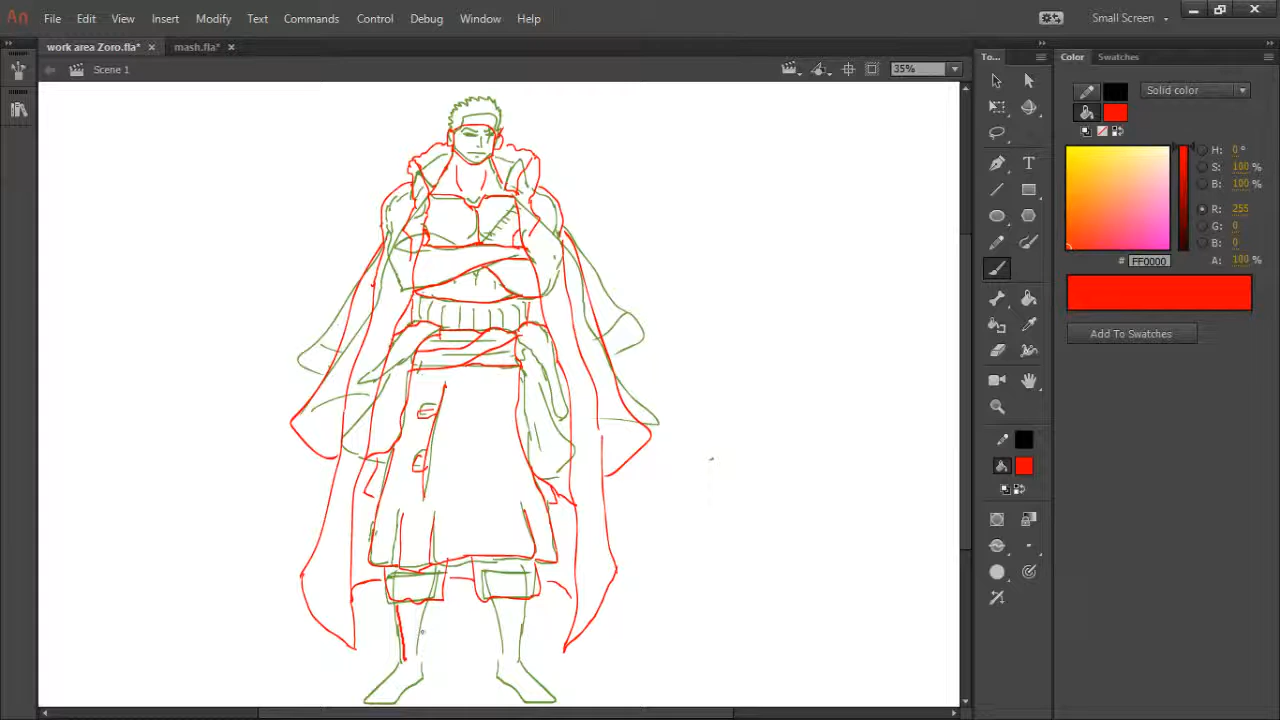 An File Edit View Insert Modify Text Commands Control Debug Window Help Small Screen
work area Zoro.fla* × mash.fla* ×
Scene 1 35%
To...
Color Swatches
Solid color
H: 0 °
S: 100 %
B: 100 %
R: 255
G: 0
B: 0
# FF0000 A: 100 %
Add To Swatches